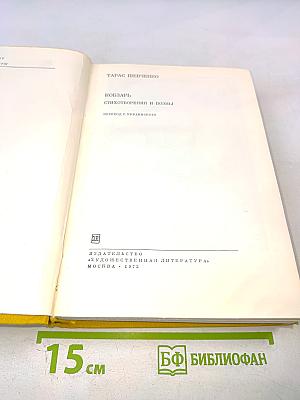 ТАРАС ШЕВЧЕНКО
КОБЗАРЬ
СТИХОТВОРЕНИЯ И ПОЭМЫ
ПЕРЕВОД С УКРАИНСКОГО
ИЗДАТЕЛЬСТВО
«ХУДОЖЕСТВЕННАЯ ЛИТЕРАТУРА»
МОСКВА · 1972
15 см
БФ БИБЛИОФАН